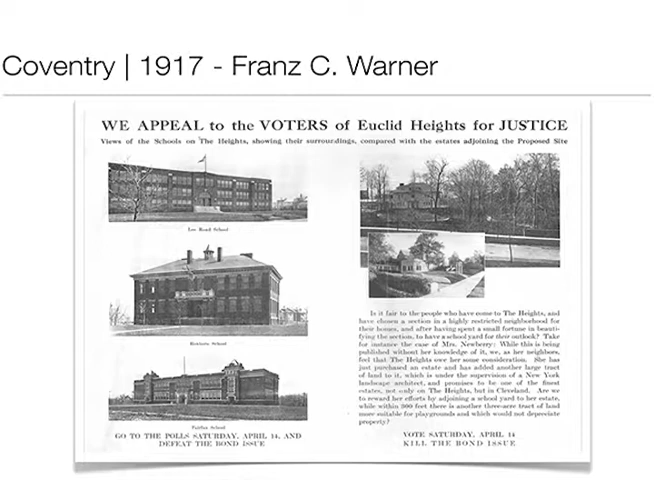 Coventry | 1917 - Franz C. Warner
WE APPEAL to the VOTERS of Euclid Heights for JUSTICE
Views of the Schools on The Heights, showing their surroundings, compared with the estates adjoining the Proposed Site
Lee Road School
Roxboro School
Fairfax School
GO TO THE POLLS SATURDAY, APRIL 14, AND
DEFEAT THE BOND ISSUE
Is it fair to the people who have come to The Heights, and
have chosen a section in a highly restricted neighborhood for
their homes, and after having spent a small fortune in beauti-
fying the section, to have a school yard for their outlook? Take
for instance the case of Mrs. Newberry: While this is being
published without her knowledge of it, we, as her neighbors,
feel that The Heights owe her some consideration. She has
just purchased an estate and has added another large tract
of land to it, which is under the supervision of a New York
landscape architect, and promises to be one of the finest
estates, not only on The Heights, but in Cleveland. Are we
to reward her efforts by adjoining a school yard to her estate,
while within 300 feet there is another three-acre tract of land
more suitable for playgrounds and which would not depreciate
property?
VOTE SATURDAY, APRIL 14
KILL THE BOND ISSUE